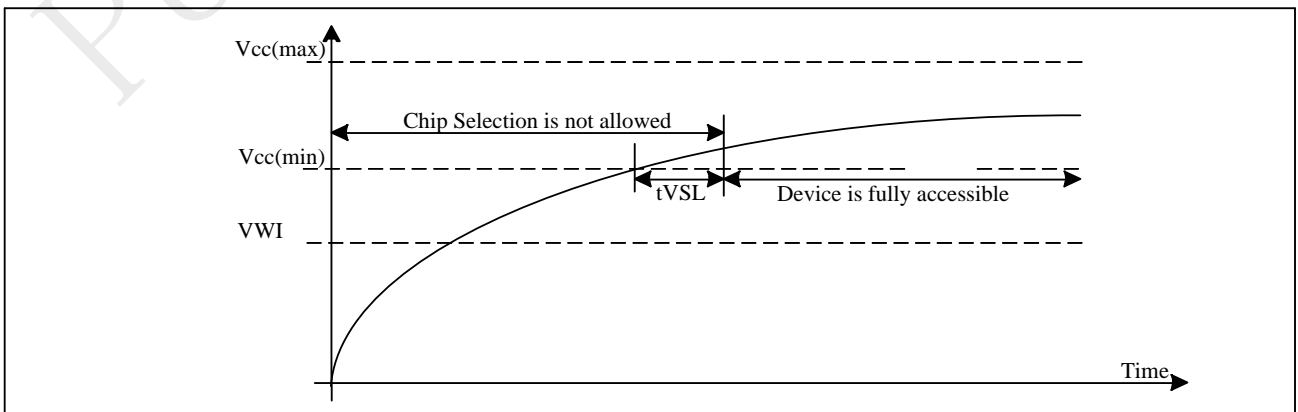 Vcc(max)
Chip Selection is not allowed
Vcc(min)
tVSL
Device is fully accessible
VWI
Time